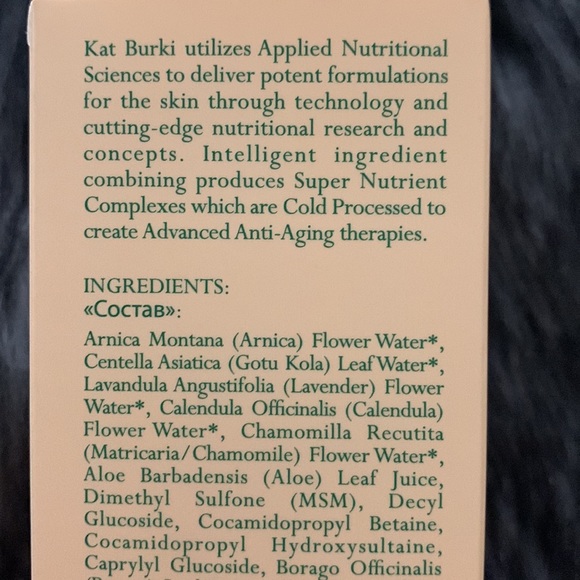 Kat Burki utilizes Applied Nutritional
Sciences to deliver potent formulations
for the skin through technology and
cutting-edge nutritional research and
concepts. Intelligent ingredient
combining produces Super Nutrient
Complexes which are Cold Processed to
create Advanced Anti-Aging therapies.
INGREDIENTS:
«Состав»:
Arnica Montana (Arnica) Flower Water*,
Centella Asiatica (Gotu Kola) Leaf Water*,
Lavandula Angustifolia (Lavender) Flower
Water*, Calendula Officinalis (Calendula)
Flower Water*, Chamomilla Recutita
(Matricaria/Chamomile) Flower Water*,
Aloe Barbadensis (Aloe) Leaf Juice,
Dimethyl Sulfone (MSM), Decyl
Glucoside, Cocamidopropyl Betaine,
Cocamidopropyl Hydroxysultaine,
Caprylyl Glucoside, Borago Officinalis